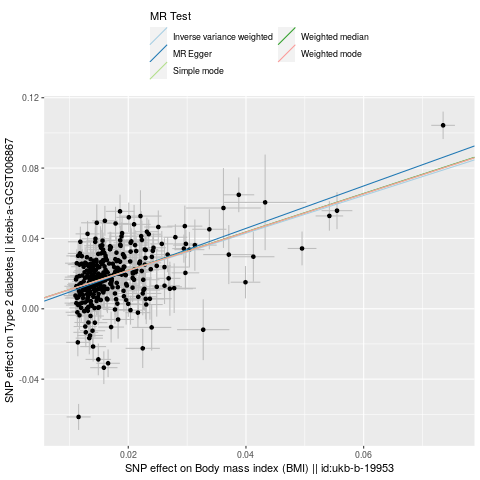 MR Test
Inverse variance weighted
Weighted median
MR Egger
Weighted mode
Simple mode
0.12
0.08
0.04
0.00
-0.04
SNP effect on Type 2 diabetes || id:ebi-a-GCST006867
0.02
0.04
0.06
SNP effect on Body mass index (BMI) || id:ukb-b-19953